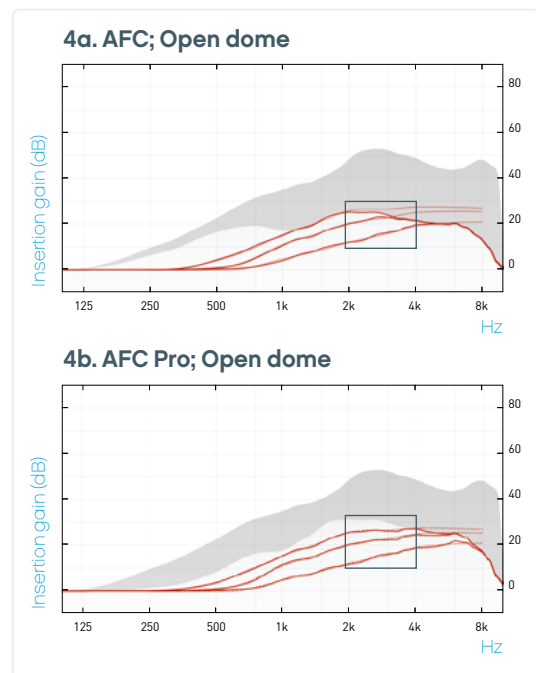 4a. AFC; Open dome
Insertion gain (dB)
80
60
40
20
0
125 250 500 1k 2k 4k 8k
Hz
4b. AFC Pro; Open dome
Insertion gain (dB)
80
60
40
20
0
125 250 500 1k 2k 4k 8k
Hz